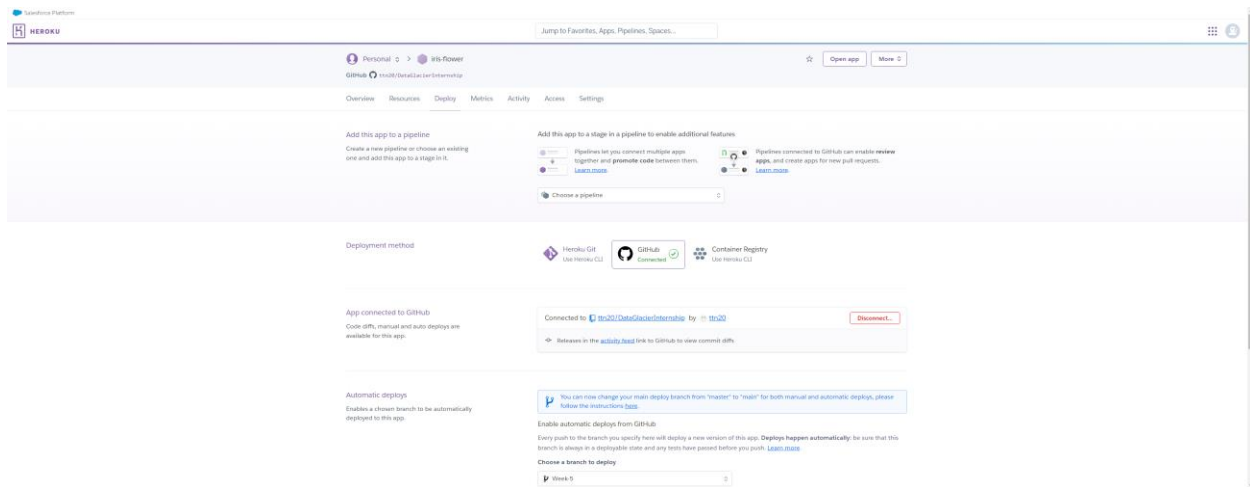 Salesforce Platform
HEROKU
Jump to Favorites, Apps, Pipelines, Spaces...
Personal > iris-flower
Open app
More
GitHub ttn20/DataGlacierInternship
Overview Resources Deploy Metrics Activity Access Settings
Add this app to a pipeline
Create a new pipeline or choose an existing
one and add this app to a stage in it.
Add this app to a stage in a pipeline to enable additional features
Pipelines let you connect multiple apps
together and promote code between them.
Learn more.
Pipelines connected to GitHub can enable review
apps, and create apps for new pull requests.
Learn more.
Choose a pipeline
Deployment method
Heroku Git
Use Heroku CLI
GitHub
Connected
Container Registry
Use Heroku CLI
App connected to GitHub
Code diffs, manual and auto deploys are
available for this app.
Connected to ttn20/DataGlacierInternship by ttn20
Disconnect...
Releases in the activity feed link to GitHub to view commit diffs
Automatic deploys
Enables a chosen branch to be automatically
deployed to this app.
You can now change your main deploy branch from "master" to "main" for both manual and automatic deploys, please
follow the instructions here.
Enable automatic deploys from GitHub
Every push to the branch you specify here will deploy a new version of this app. Deploys happen automatically: be sure that this
branch is always in a deployable state and any tests have passed before you push. Learn more.
Choose a branch to deploy
Week-5